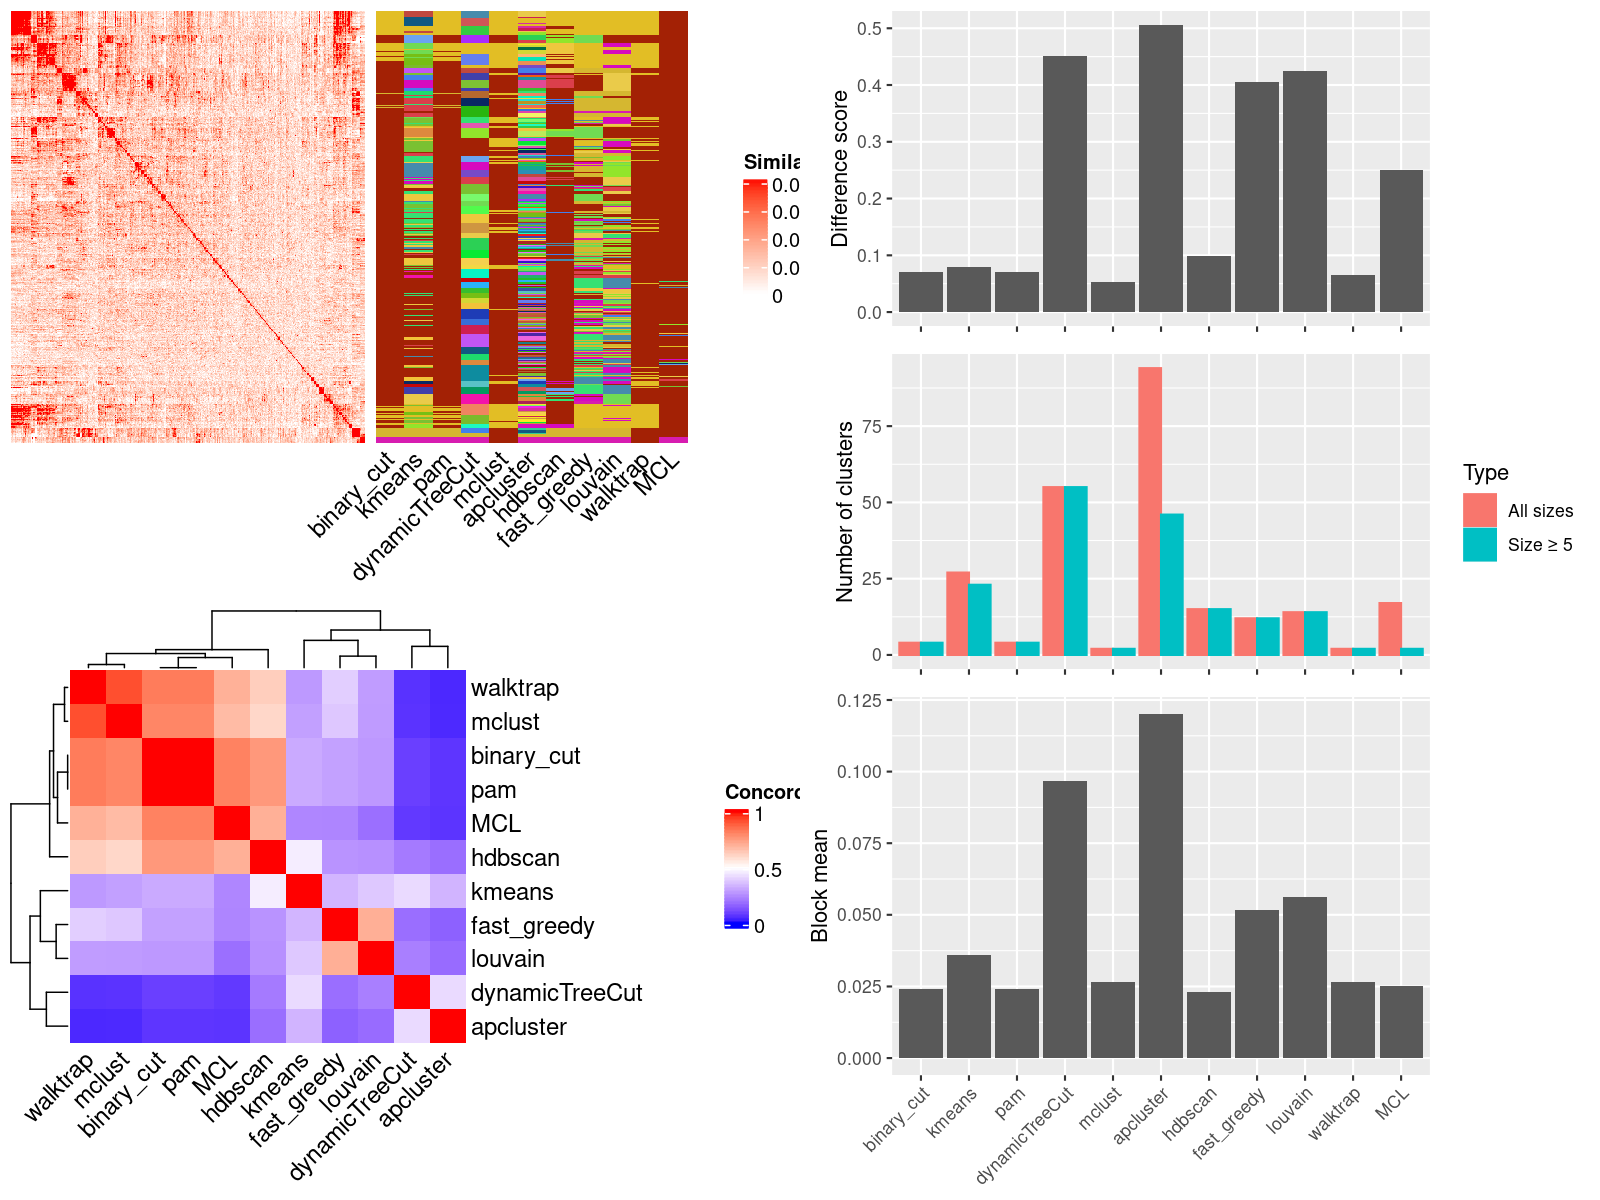 Simila
0.0
0.0
0.0
0.0
0
binary_cut
kmeans
pam
dynamicTreeCut
mclust
apcluster
hdbscan
fast_greedy
louvain
walktrap
MCL
walktrap
mclust
binary_cut
pam
MCL
hdbscan
kmeans
fast_greedy
louvain
dynamicTreeCut
apcluster
Concord
1
0.5
0
walktrap
mclust
binary_cut
pam
MCL
hdbscan
kmeans
fast_greedy
louvain
dynamicTreeCut
apcluster
Difference score
0.5
0.4
0.3
0.2
0.1
0.0
Number of clusters
75
50
25
0
Type
All sizes
Size ≥ 5
Block mean
0.125
0.100
0.075
0.050
0.025
0.000
binary_cut
kmeans
pam
dynamicTreeCut
mclust
apcluster
hdbscan
fast_greedy
louvain
walktrap
MCL